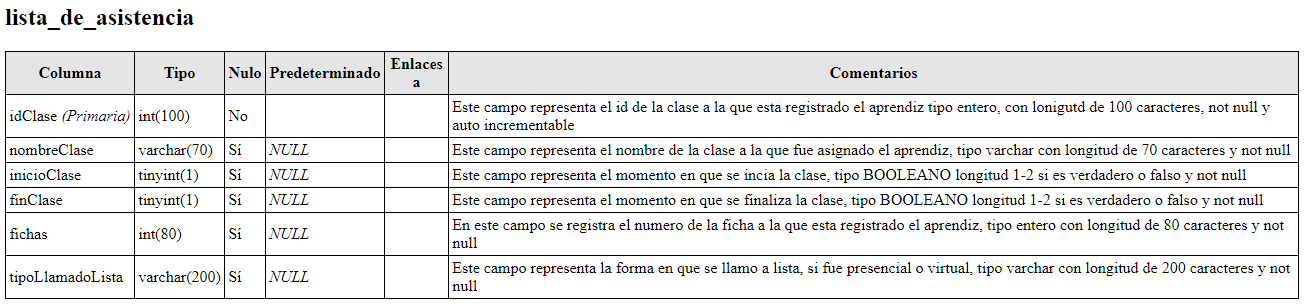 lista_de_asistencia
Columna Tipo Nulo Predeterminado Enlaces a Comentarios
idClase (Primaria) int(100) No Este campo representa el id de la clase a la que esta registrado el aprendiz tipo entero, con lonigutd de 100 caracteres, not null y
auto incrementable
nombreClase varchar(70) Sí NULL Este campo representa el nombre de la clase a la que fue asignado el aprendiz, tipo varchar con longitud de 70 caracteres y not null
inicioClase tinyint(1) Sí NULL Este campo representa el momento en que se incia la clase, tipo BOOLEANO longitud 1-2 si es verdadero o falso y not null
finClase tinyint(1) Sí NULL Este campo representa el momento en que se finaliza la clase, tipo BOOLEANO longitud 1-2 si es verdadero o falso y not null
fichas int(80) Sí NULL En este campo se registra el numero de la ficha a la que esta registrado el aprendiz, tipo entero con longitud de 80 caracteres y not
null
tipoLlamadoLista varchar(200) Sí NULL Este campo representa la forma en que se llamo a lista, si fue presencial o virtual, tipo varchar con longitud de 200 caracteres y not
null